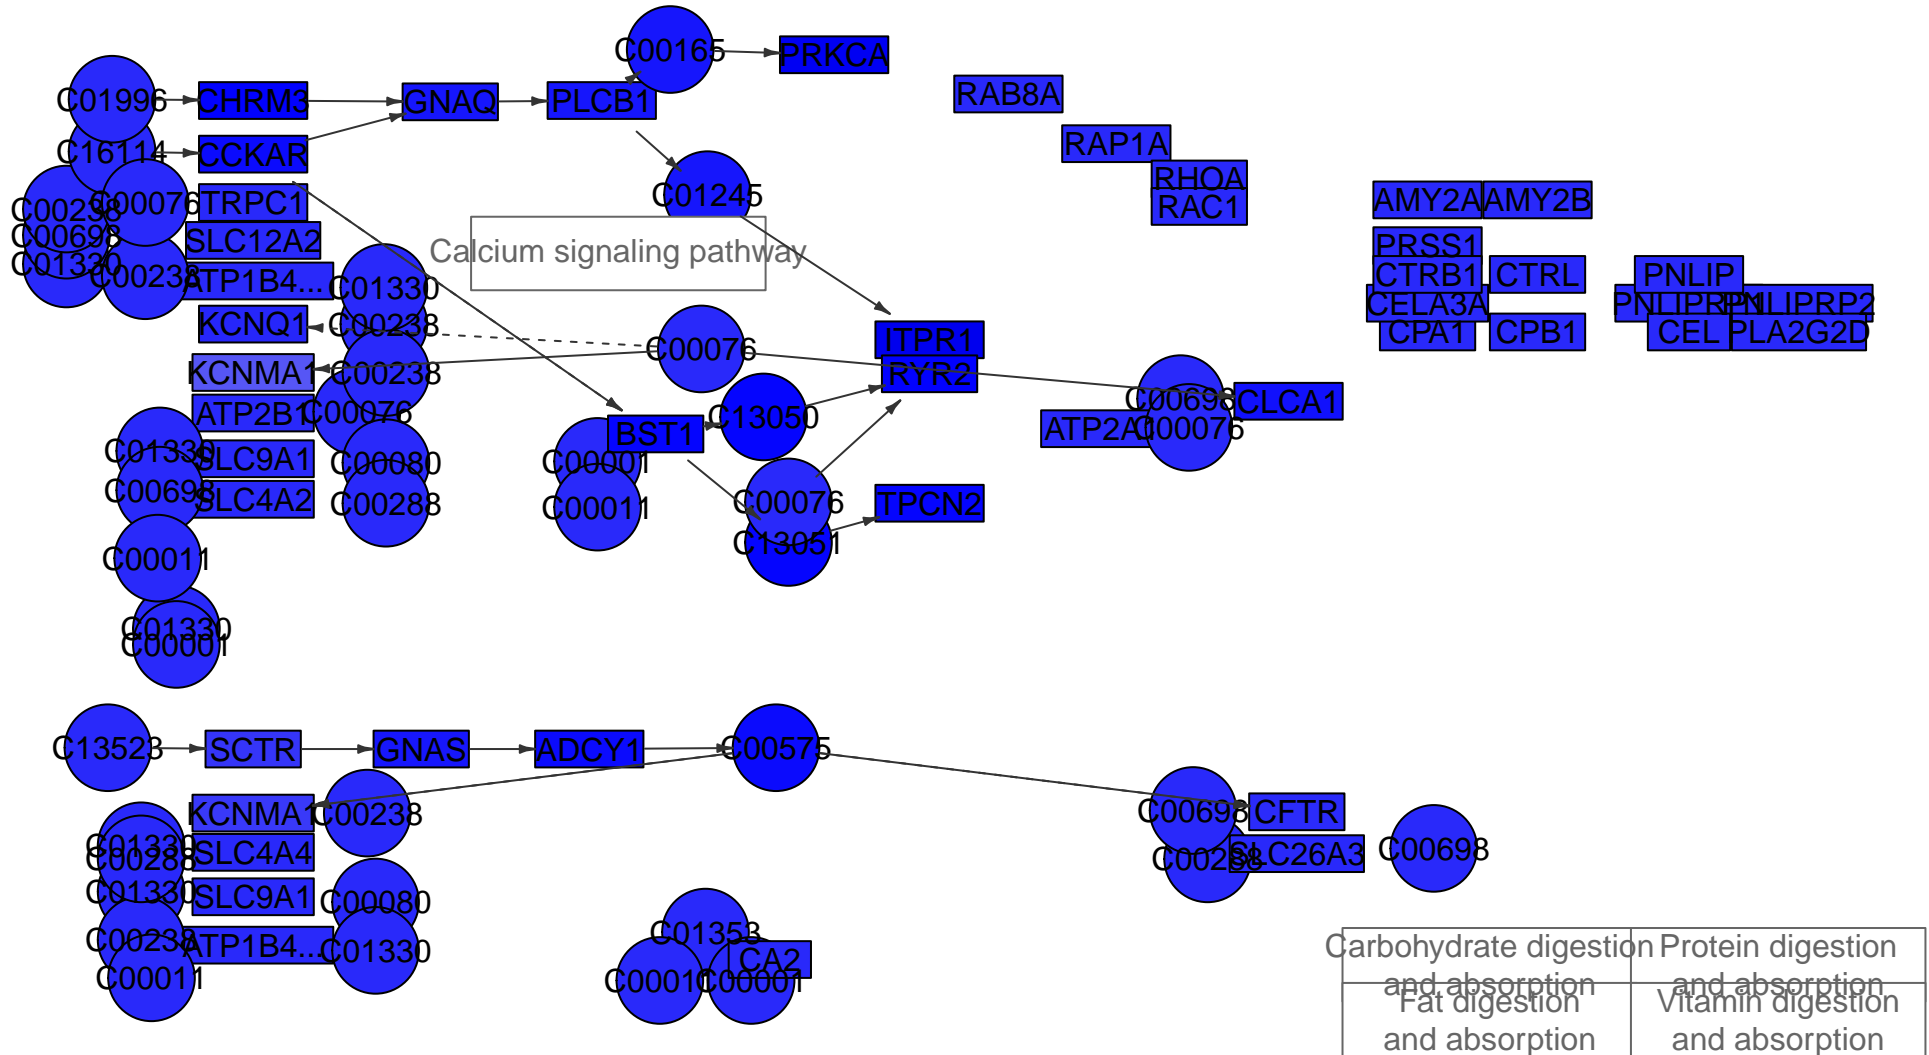 C00165
PRKCA
C01996
CHRM3
GNAQ
PLCB1
RAB8A
C16114
CCKAR
RAP1A
C00238
C00076
TRPC1
C01245
RHOA
RAC1
AMY2A
AMY2B
C00698
SLC12A2
Calcium signaling pathway
PRSS1
C01330
C00238
ATP1B4...
C01330
CTRB1
CTRL
PNLIP
CELA3A
PNLIPRP1
PNLIPRP2
KCNQ1
C00238
C00076
ITPR1
CPA1
CPB1
CEL
PLA2G2D
KCNMA1
C00238
RYR2
ATP2B1
C00076
C13050
C00698
CLCA1
BST1
ATP2A
C00076
C01330
SLC9A1
C00080
C00001
C00698
SLC4A2
C00288
C00011
C00076
TPCN2
C00011
C13051
C01330
C00001
C13523
SCTR
GNAS
ADCY1
C00575
KCNMA1
C00238
C00698
CFTR
C01330
C00288
SLC4A4
C00288
SLC26A3
C00698
C01330
SLC9A1
C00080
C00238
ATP1B4...
C01330
C01353
CA2
C00011
C00011
C00001
Carbohydrate digestion
and absorption
Protein digestion
and absorption
Fat digestion
and absorption
Vitamin digestion
and absorption